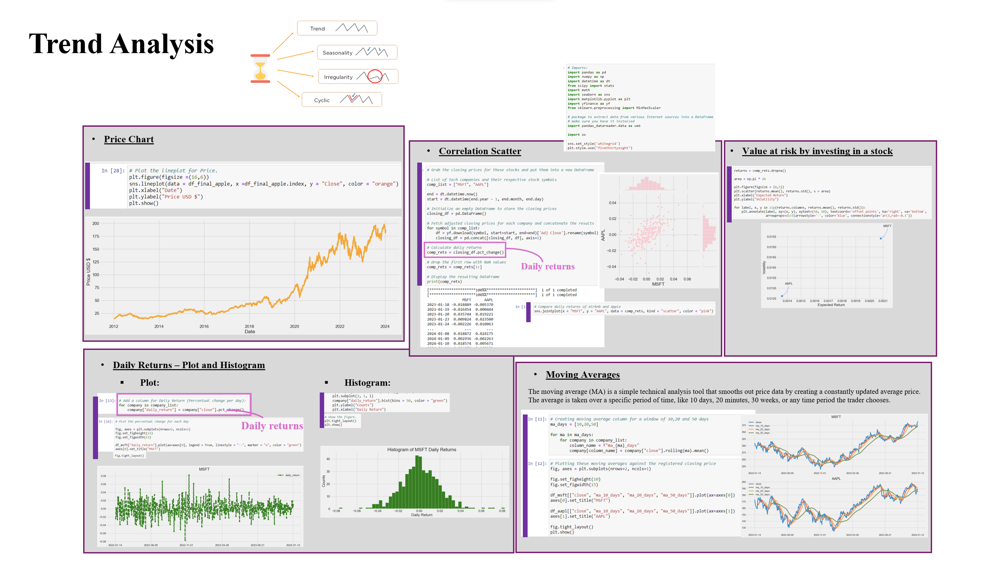 Trend Analysis
Trend
Seasonality
Irregularity
Cyclic
# Imports:
import pandas as pd
import numpy as np
import datetime as dt
from scipy import stats
import math
import seaborn as sns
import matplotlib.pyplot as plt
import yfinance as yf
from sklearn.preprocessing import MinMaxScaler
# package to extract data from various Internet sources into a DataFrame
# make sure you have it installed
import pandas_datareader.data as web
import os
sns.set_style('whitegrid')
plt.style.use("fivethirtyeight")
• Price Chart
In [28]: # Plot the lineplot for Price.
plt.figure(figsize =(16,6))
sns.lineplot(data = df_final_apple, x =df_final_apple.index, y = "Close", color = "orange")
plt.xlabel("Date")
plt.ylabel("Price USD $")
plt.show()
200
175
150
125
100
75
50
25
Price USD $
2012 2014 2016 2018 2020 2022 2024
Date
• Correlation Scatter
# Grab the closing prices for these stocks and put them into a new DataFrame
# List of tech companies and their respective stock symbols
comp_list = ["MSFT", "AAPL"]
end = dt.datetime.now()
start = dt.datetime(end.year - 1, end.month, end.day)
# Initialize an empty DataFrame to store the closing prices
closing_df = pd.DataFrame()
# Fetch adjusted closing prices for each company and concatenate the results
for symbol in comp_list:
df = yf.download(symbol, start=start, end=end)['Adj Close'].rename(symbol)
closing_df = pd.concat([closing_df, df], axis=1)
# Calculate daily returns
comp_rets = closing_df.pct_change()
Daily returns
# Drop the first row with NaN values
comp_rets = comp_rets[1:]
# Display the resulting DataFrame
print(comp_rets)
[*********************100%%**********************] 1 of 1 completed
[*********************100%%**********************] 1 of 1 completed
MSFT AAPL
2023-01-18 -0.018889 -0.005370
2023-01-19 -0.016454 0.000444
2023-01-20 0.035744 0.019221
2023-01-23 0.009824 0.023500
2023-01-24 -0.002226 0.010063
... ... ...
2024-01-08 0.018872 0.024175
2024-01-09 0.002936 -0.002263
2024-01-10 0.018574 0.005671
0.04
0.02
0.00
−0.02
−0.04
AAPL
−0.04 −0.02 0.00 0.02 0.04 0.06
MSFT
In [1
# Compare daily returns of Airbnb and Apple
sns.jointplot(x = "MSFT", y = "AAPL", data = comp_rets, kind = "scatter", color = "pink")
• Value at risk by investing in a stock
returns = comp_rets.dropna()
area = np.pi * 20
plt.figure(figsize = (8,5))
plt.scatter(returns.mean(), returns.std(), s = area)
plt.xlabel("Expected Return")
plt.ylabel("Volatility")
for label, x, y in zip(returns.columns, returns.mean(), returns.std()):
plt.annotate(label, xy=(x, y), xytext=(50, 50), textcoords='offset points', ha='right', va='bottom',
arrowprops=dict(arrowstyle='-', color='blue', connectionstyle='arc3,rad=-0.3'))
MSFT
0.0155
0.0150
0.0145
0.0140
0.0135
0.0130
0.0125
Volatility
AAPL
0.0014 0.0015 0.0016 0.0017 0.0018 0.0019 0.0020 0.0021
Expected Return
• Daily Returns – Plot and Histogram
▪ Plot:
In [13]: # Add a column for Daily Return (Percentual change per day):
for company in company_list:
company["daily_return"] = company["close"].pct_change()
Daily returns
In [14]: # Plot the percentual change for each day
fig, axes = plt.subplots(nrows=2, ncols=1)
fig.set_figheight(12)
fig.set_figwidth(15)
df_msft["daily_return"].plot(ax=axes[0], legend = True, linestyle = "--", marker = "o", color = "green")
axes[0].set_title("MSFT")
fig.tight_layout()
MSFT
daily_return
0.08
0.06
0.04
0.02
0.00
−0.02
−0.04
−0.06
−0.08
2022-01-14 2022-06-09 2022-11-01 2023-03-28 2023-08-21 2024-01-12
▪ Histogram:
plt.subplot(2, 1, i)
company["daily_return"].hist(bins = 50, color = "green")
plt.ylabel("Counts")
plt.xlabel("Daily Return")
# Show the figure.
plt.tight_layout()
plt.show()
Histogram of MSFT Daily Returns
40
30
20
10
0
Counts
−0.08 −0.06 −0.04 −0.02 0.00 0.02 0.04 0.06 0.08
Daily Return
• Moving Averages
The moving average (MA) is a simple technical analysis tool that smooths out price data by creating a constantly updated average price.
The average is taken over a specific period of time, like 10 days, 20 minutes, 30 weeks, or any time period the trader chooses.
In [11]: # Creating moving average column for a window of 10,20 and 50 days
ma_days = [10,20,50]
for ma in ma_days:
for company in company_list:
column_name = f"ma_{ma}_days"
company[column_name] = company["close"].rolling(ma).mean()
In [12]: # Plotting these moving averages against the registered closing price
fig, axes = plt.subplots(nrows=2, ncols=1)
fig.set_figheight(10)
fig.set_figwidth(15)
df_msft[["close", "ma_10_days", "ma_20_days", "ma_50_days"]].plot(ax=axes[0])
axes[0].set_title("MSFT")
df_aapl[["close", "ma_10_days", "ma_20_days", "ma_50_days"]].plot(ax=axes[1])
axes[1].set_title("AAPL")
fig.tight_layout()
plt.show()
MSFT
close
ma_10_days
ma_20_days
ma_50_days
375
350
325
300
275
250
225
2022-01-14 2022-06-09 2022-11-01 2023-03-28 2023-08-21 2024-01-12
AAPL
close
ma_10_days
ma_20_days
ma_50_days
200
190
180
170
160
150
140
130
2022-01-14 2022-06-09 2022-11-01 2023-03-28 2023-08-21 2024-01-12